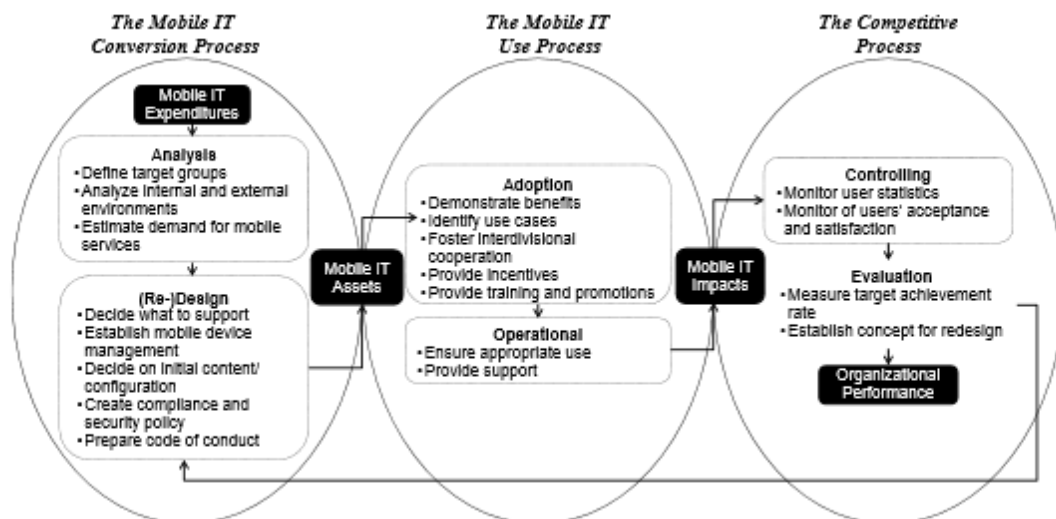 The Mobile IT
Conversion Process
The Mobile IT
Use Process
The Competitive
Process
Mobile IT
Expenditures
Analysis
• Define target groups
• Analyze internal and external
environments
• Estimate demand for mobile
services
(Re-)Design
• Decide what to support
• Establish mobile device
management
• Decide on initial content/
configuration
• Create compliance and
security policy
• Prepare code of conduct
Mobile IT
Assets
Adoption
• Demonstrate benefits
• Identify use cases
• Foster interdivisional
cooperation
• Provide incentives
• Provide training and promotions
Operational
• Ensure appropriate use
• Provide support
Mobile IT
Impacts
Controlling
• Monitor user statistics
• Monitor of users' acceptance
and satisfaction
Evaluation
• Measure target achievement
rate
• Establish concept for redesign
Organizational
Performance